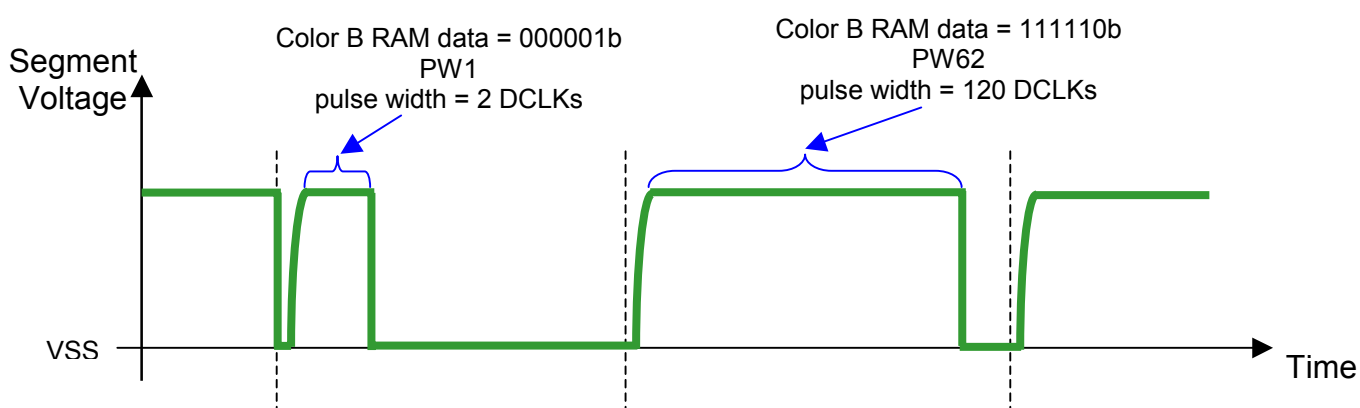 Color B RAM data = 000001b
PW1
pulse width = 2 DCLKs
Color B RAM data = 111110b
PW62
pulse width = 120 DCLKs
Segment
Voltage
VSS
Time